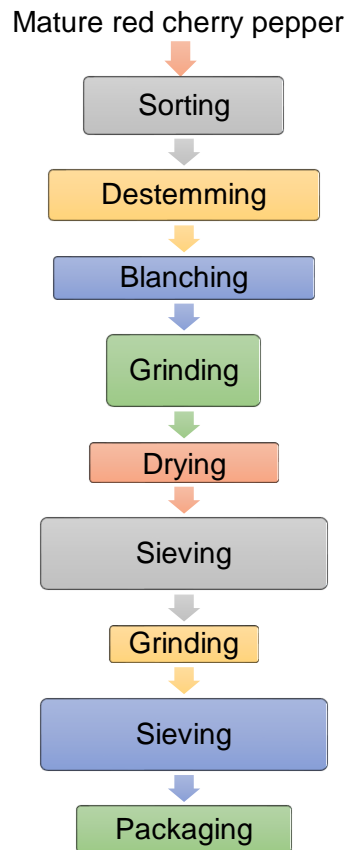 Mature red cherry pepper
Sorting
Destemming
Blanching
Grinding
Drying
Sieving
Grinding
Sieving
Packaging